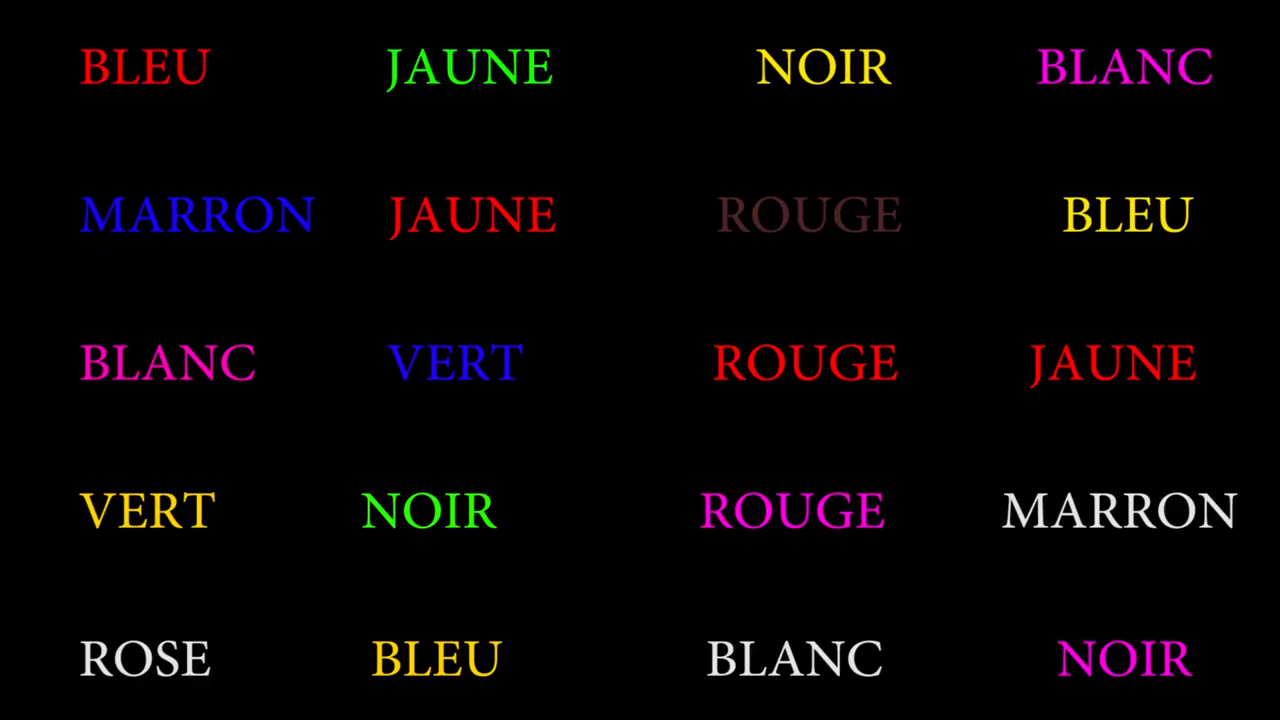 BLEU JAUNE NOIR BLANC
MARRON JAUNE ROUGE BLEU
BLANC VERT ROUGE JAUNE
VERT NOIR ROUGE MARRON
ROSE BLEU BLANC NOIR